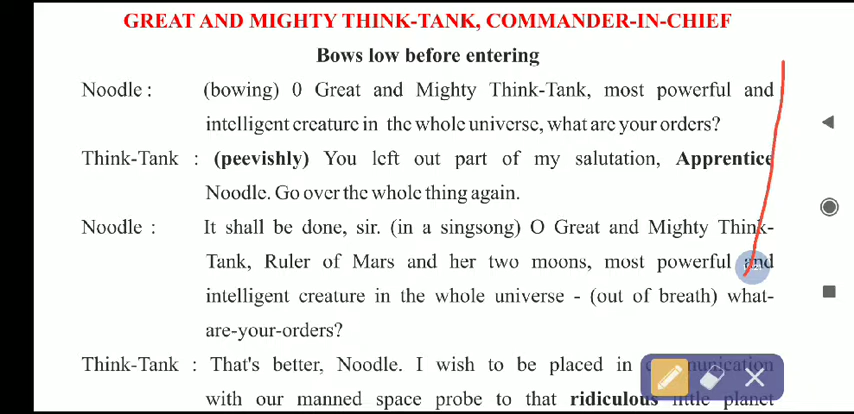 GREAT AND MIGHTY THINK-TANK, COMMANDER-IN-CHIEF
Bows low before entering
Noodle : (bowing) 0 Great and Mighty Think-Tank, most powerful and
intelligent creature in the whole universe, what are your orders?
Think-Tank : (peevishly) You left out part of my salutation, Apprentice
Noodle. Go over the whole thing again.
Noodle : It shall be done, sir. (in a singsong) O Great and Mighty Think-
Tank, Ruler of Mars and her two moons, most powerful and
intelligent creature in the whole universe - (out of breath) what-
are-your-orders?
Think-Tank : That's better, Noodle. I wish to be placed in communication
with our manned space probe to that ridiculous little planet